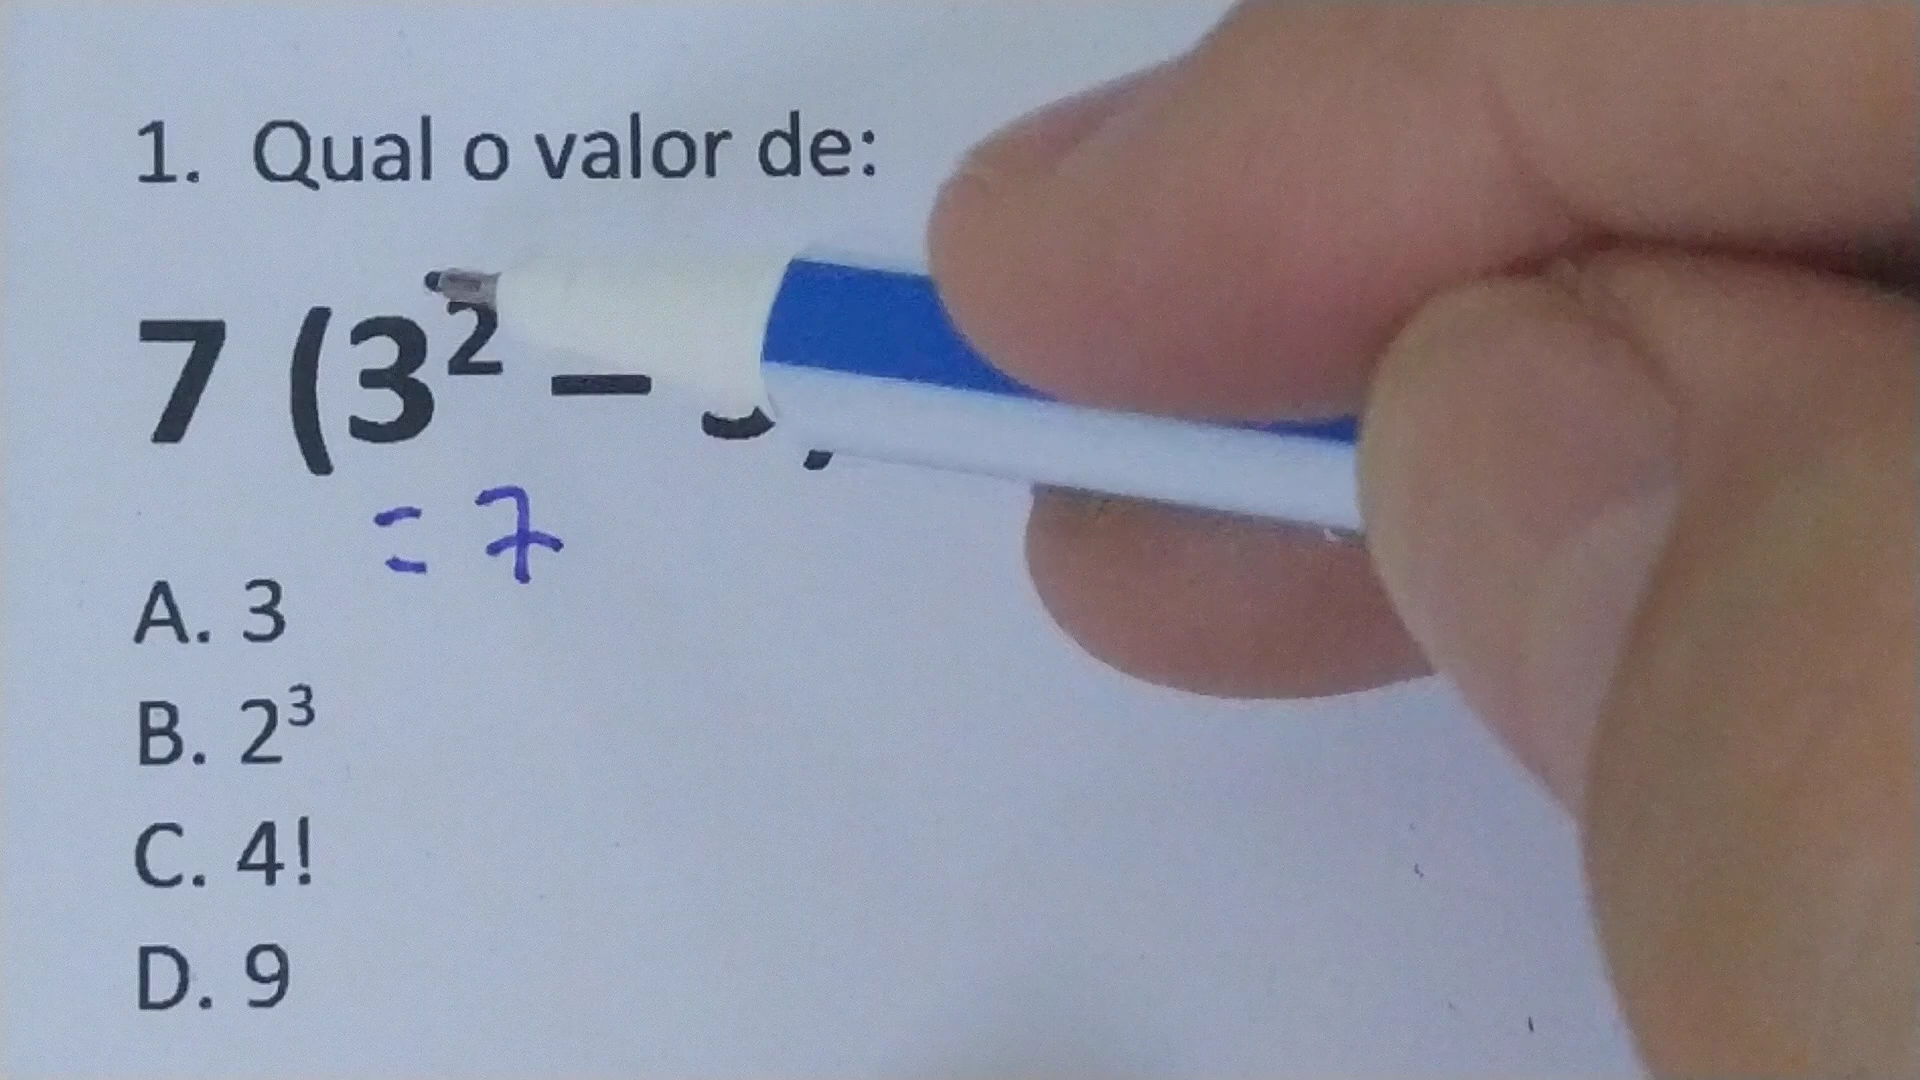 1. Qual o valor de:
7 (3² –
= 7
A. 3
B. 2³
C. 4!
D. 9